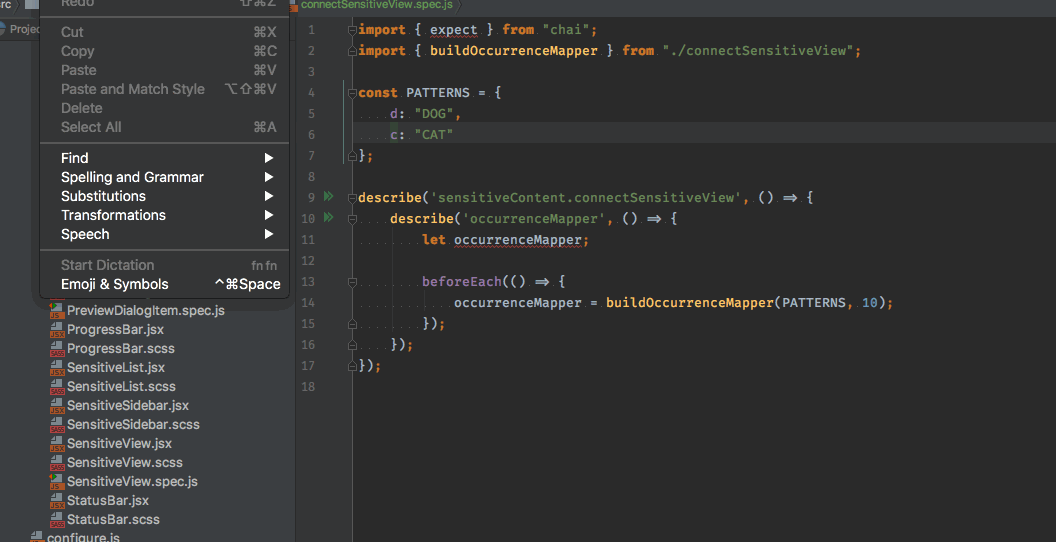 src
Redo ⇧⌘Z
connectSensitiveView.spec.js
Cut ⌘X
Copy ⌘C
Paste ⌘V
Paste and Match Style ⌥⇧⌘V
Delete
Select All ⌘A
Find ▶
Spelling and Grammar ▶
Substitutions ▶
Transformations ▶
Speech ▶
Start Dictation fn fn
Emoji & Symbols ^⌘Space
PreviewDialogItem.spec.js
ProgressBar.jsx
ProgressBar.scss
SensitiveList.jsx
SensitiveList.scss
SensitiveSidebar.jsx
SensitiveSidebar.scss
SensitiveView.jsx
SensitiveView.scss
SensitiveView.spec.js
StatusBar.jsx
StatusBar.scss
configure.js
1 import { expect } from "chai";
2 import { buildOccurrenceMapper } from "./connectSensitiveView";
3
4 const PATTERNS = {
5     d: "DOG",
6     c: "CAT"
7 };
8
9 describe('sensitiveContent.connectSensitiveView', () ⇒ {
10     describe('occurrenceMapper', () ⇒ {
11         let occurrenceMapper;
12
13         beforeEach(() ⇒ {
14             occurrenceMapper = buildOccurrenceMapper(PATTERNS, 10);
15         });
16     });
17 });
18